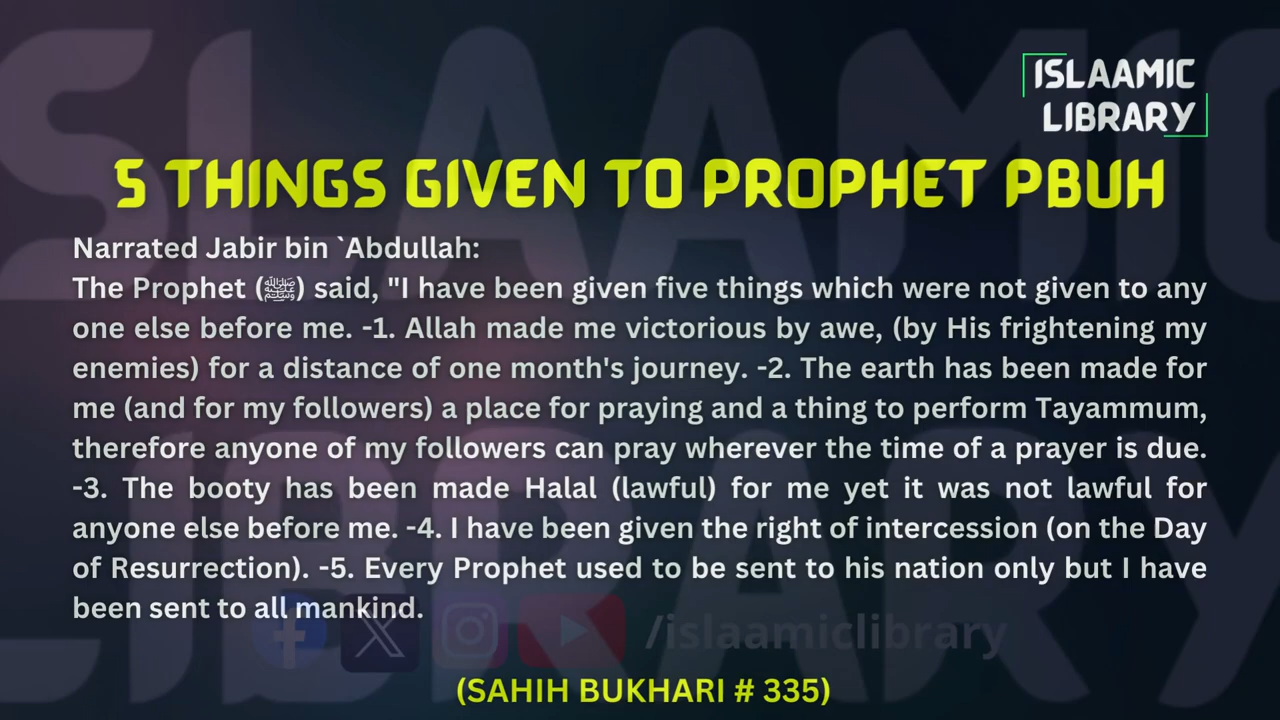 ISLAAMIC
LIBRARY
5 THINGS GIVEN TO PROPHET PBUH
Narrated Jabir bin `Abdullah:
The Prophet (ﷺ) said, "I have been given five things which were not given to any
one else before me. -1. Allah made me victorious by awe, (by His frightening my
enemies) for a distance of one month's journey. -2. The earth has been made for
me (and for my followers) a place for praying and a thing to perform Tayammum,
therefore anyone of my followers can pray wherever the time of a prayer is due.
-3. The booty has been made Halal (lawful) for me yet it was not lawful for
anyone else before me. -4. I have been given the right of intercession (on the Day
of Resurrection). -5. Every Prophet used to be sent to his nation only but I have
been sent to all mankind.
/islaamiclibrary
(SAHIH BUKHARI # 335)